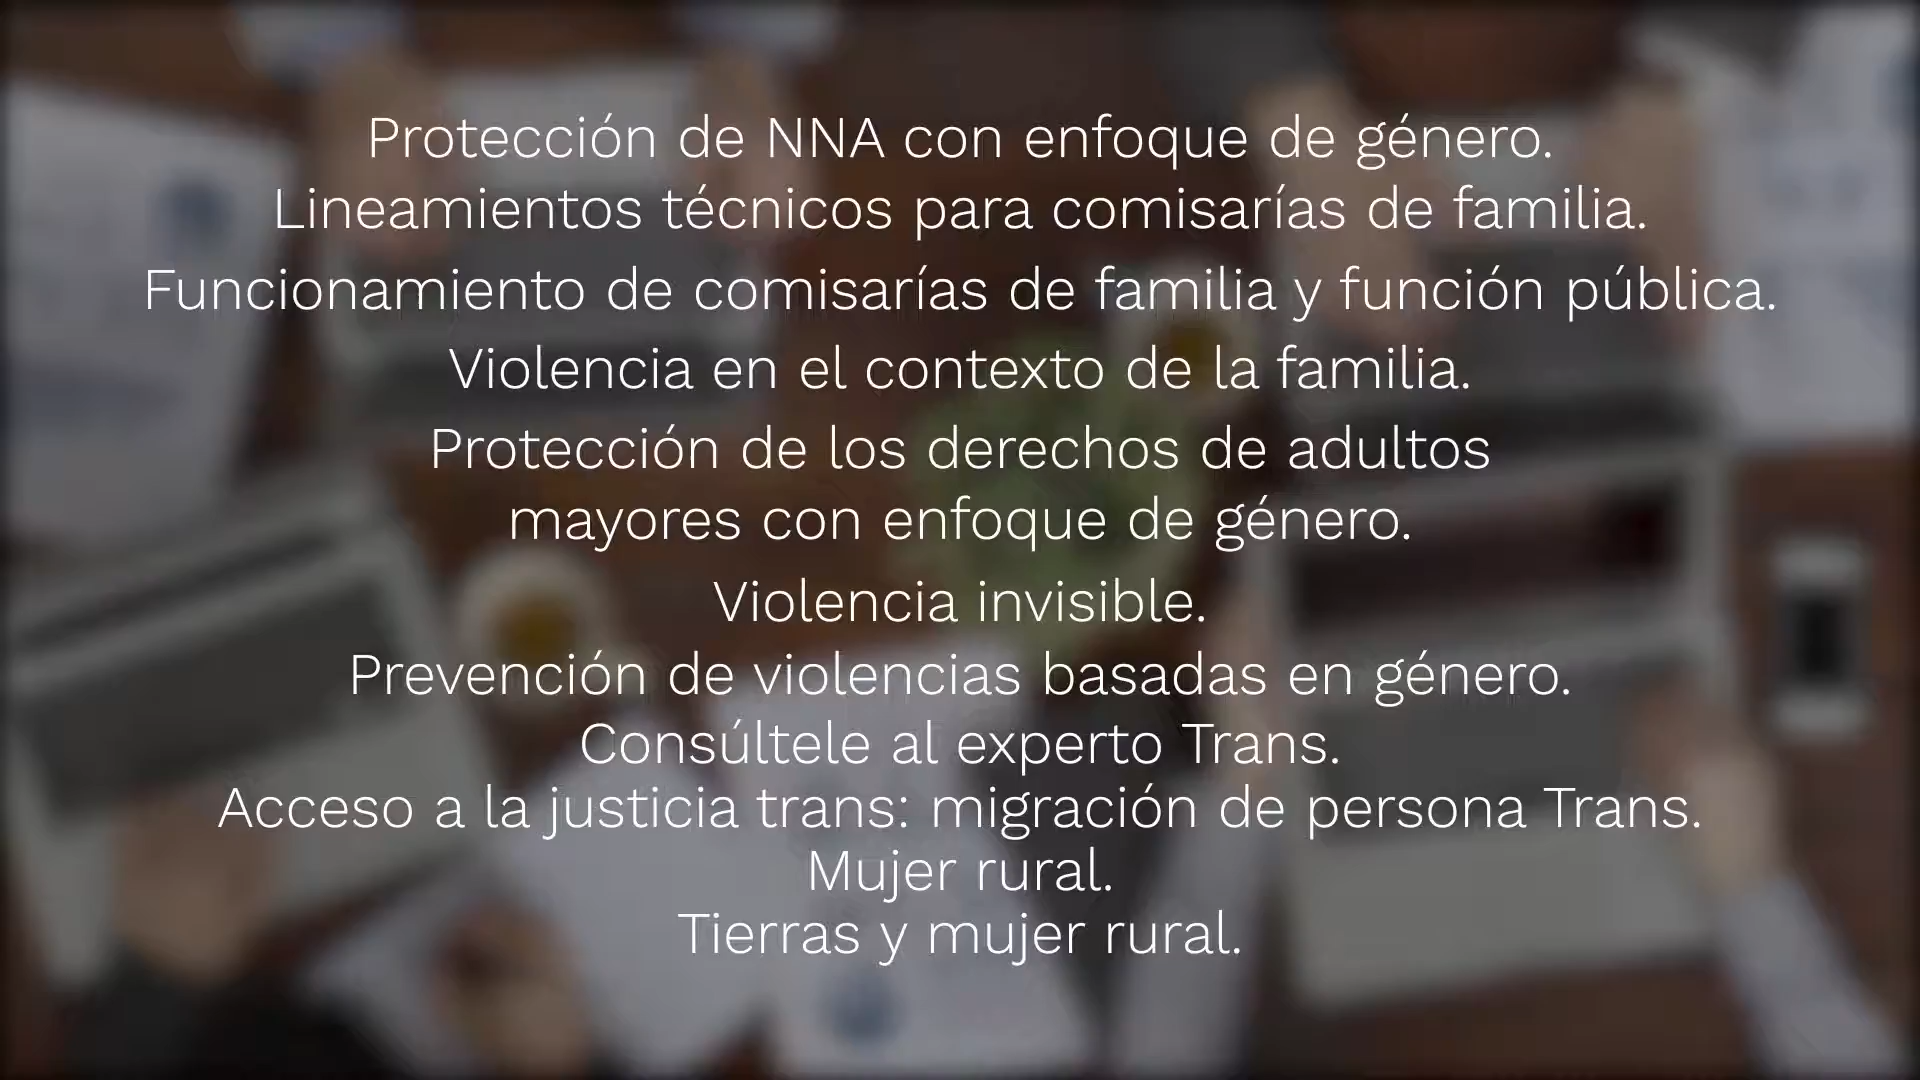 Protección de NNA con enfoque de género.
Lineamientos técnicos para comisarías de familia.
Funcionamiento de comisarías de familia y función pública.
Violencia en el contexto de la familia.
Protección de los derechos de adultos
mayores con enfoque de género.
Violencia invisible.
Prevención de violencias basadas en género.
Consúltele al experto Trans.
Acceso a la justicia trans: migración de persona Trans.
Mujer rural.
Tierras y mujer rural.